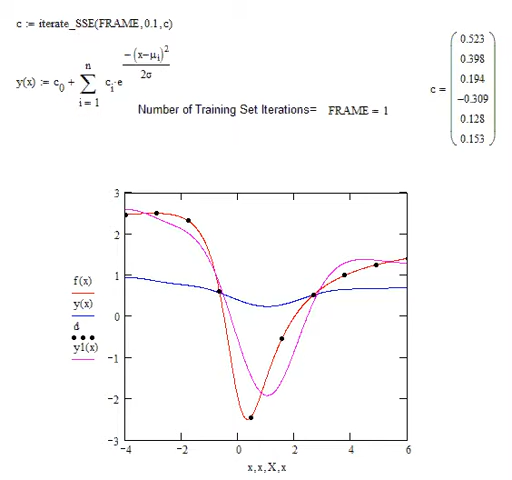 c := iterate_SSE(FRAME,0.1,c)
y(x) := c₀ + ∑ⁿᵢ₌₁ cᵢ·e^(−(x−μᵢ)²/2σ)
Number of Training Set Iterations= FRAME = 1
c =
0.523
0.398
0.194
−0.309
0.128
0.153
3
2
1
0
−1
−2
−3
f(x)
y(x)
d
y1(x)
−4 −2 0 2 4 6
x,x,X,x